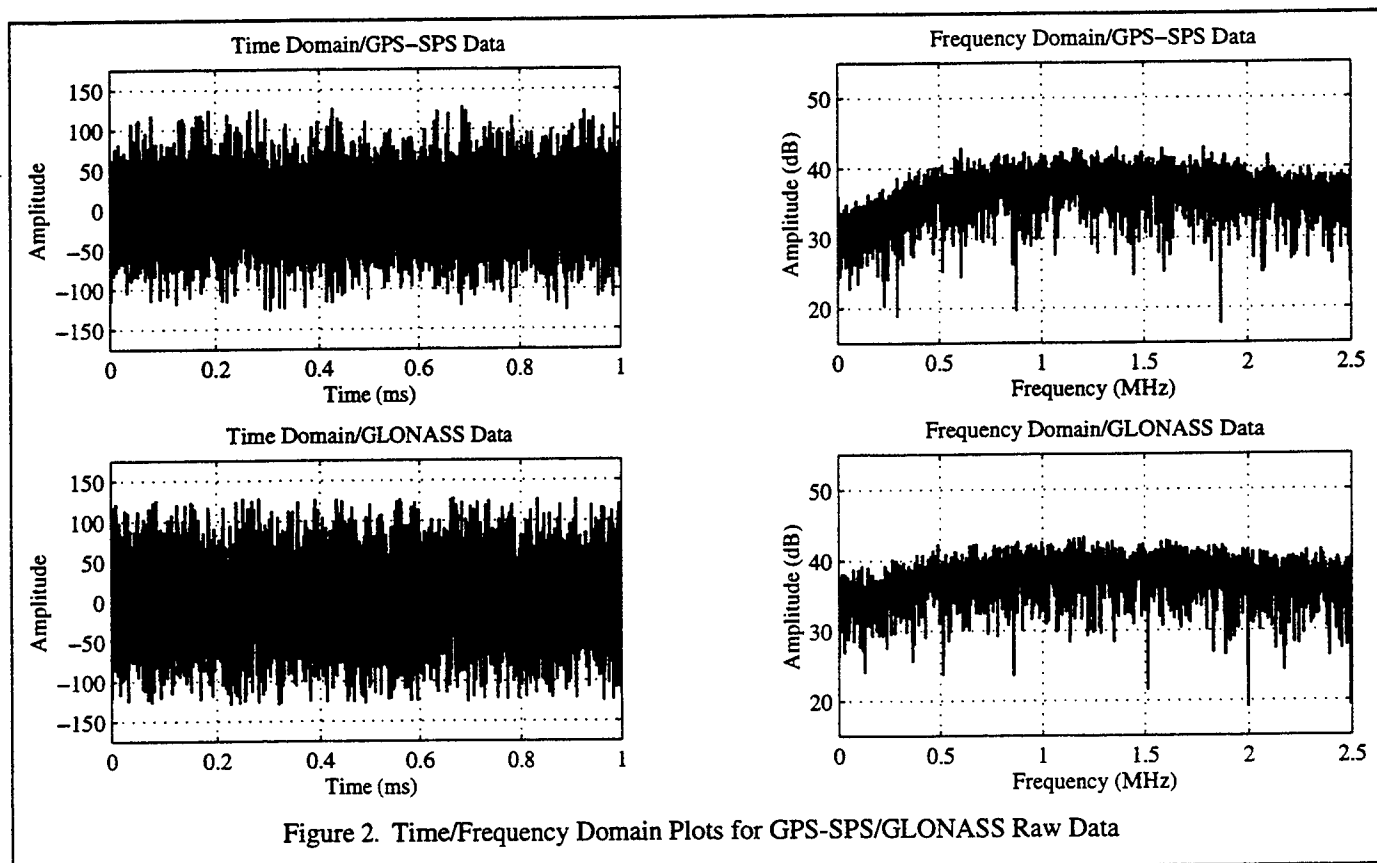 Time Domain/GPS–SPS Data
150
100
50
0
−50
−100
−150
Amplitude
0 0.2 0.4 0.6 0.8 1
Time (ms)
Frequency Domain/GPS–SPS Data
50
40
30
20
Amplitude (dB)
0 0.5 1 1.5 2 2.5
Frequency (MHz)
Time Domain/GLONASS Data
150
100
50
0
−50
−100
−150
Amplitude
0 0.2 0.4 0.6 0.8 1
Time (ms)
Frequency Domain/GLONASS Data
50
40
30
20
Amplitude (dB)
0 0.5 1 1.5 2 2.5
Frequency (MHz)
Figure 2. Time/Frequency Domain Plots for GPS-SPS/GLONASS Raw Data